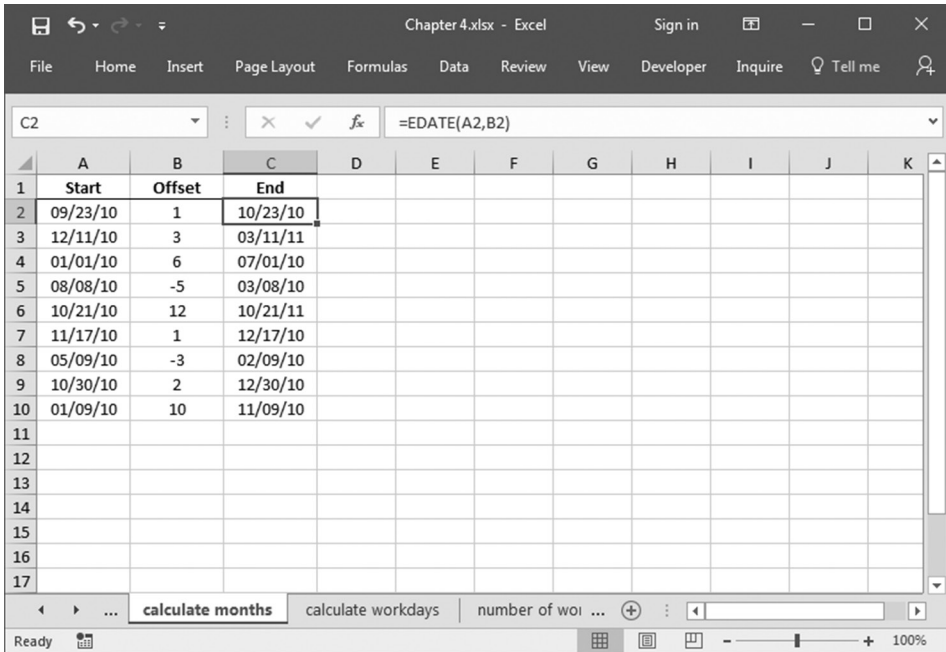 Chapter 4.xlsx - Excel Sign in
File Home Insert Page Layout Formulas Data Review View Developer Inquire Tell me
C2 fx =EDATE(A2,B2)
A B C D E F G H I J K
1 Start Offset End
2 09/23/10 1 10/23/10
3 12/11/10 3 03/11/11
4 01/01/10 6 07/01/10
5 08/08/10 -5 03/08/10
6 10/21/10 12 10/21/11
7 11/17/10 1 12/17/10
8 05/09/10 -3 02/09/10
9 10/30/10 2 12/30/10
10 01/09/10 10 11/09/10
11
12
13
14
15
16
17
... calculate months calculate workdays number of woı ...
Ready 100%